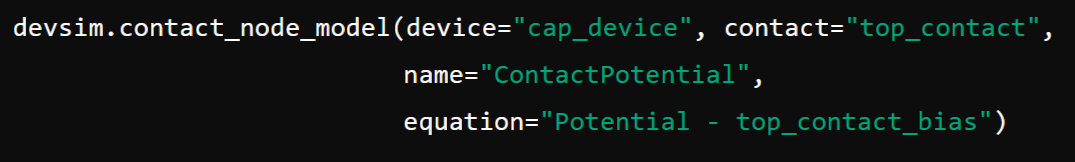 devsim.contact_node_model(device="cap_device", contact="top_contact",
name="ContactPotential",
equation="Potential - top_contact_bias")